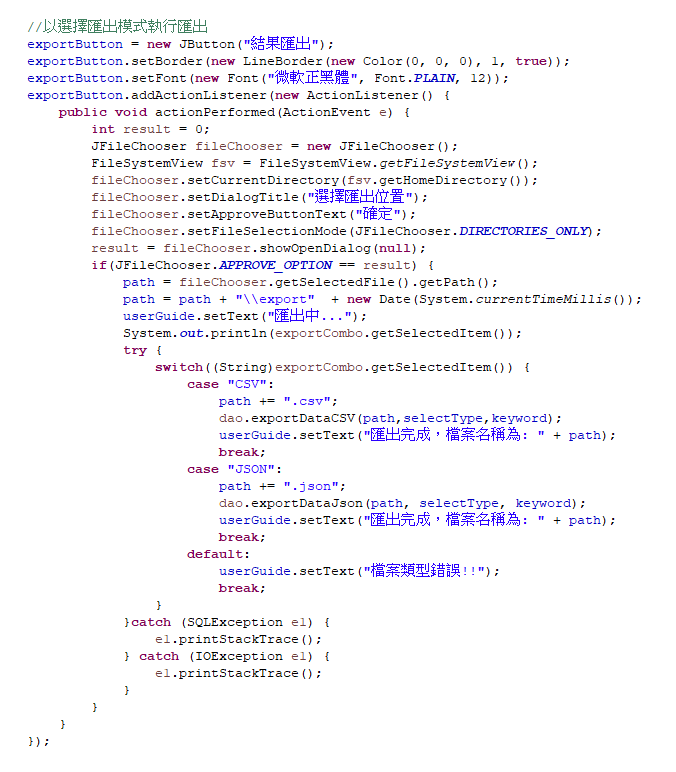 //以選擇匯出模式執行匯出
exportButton = new JButton("結果匯出");
exportButton.setBorder(new LineBorder(new Color(0, 0, 0), 1, true));
exportButton.setFont(new Font("微軟正黑體", Font.PLAIN, 12));
exportButton.addActionListener(new ActionListener() {
    public void actionPerformed(ActionEvent e) {
        int result = 0;
        JFileChooser fileChooser = new JFileChooser();
        FileSystemView fsv = FileSystemView.getFileSystemView();
        fileChooser.setCurrentDirectory(fsv.getHomeDirectory());
        fileChooser.setDialogTitle("選擇匯出位置");
        fileChooser.setApproveButtonText("確定");
        fileChooser.setFileSelectionMode(JFileChooser.DIRECTORIES_ONLY);
        result = fileChooser.showOpenDialog(null);
        if(JFileChooser.APPROVE_OPTION == result) {
            path = fileChooser.getSelectedFile().getPath();
            path = path + "\\export"  + new Date(System.currentTimeMillis());
            userGuide.setText("匯出中...");
            System.out.println(exportCombo.getSelectedItem());
            try {
                switch((String)exportCombo.getSelectedItem()) {
                    case "CSV":
                        path += ".csv";
                        dao.exportDataCSV(path,selectType,keyword);
                        userGuide.setText("匯出完成，檔案名稱為: " + path);
                        break;
                    case "JSON":
                        path += ".json";
                        dao.exportDataJson(path, selectType, keyword);
                        userGuide.setText("匯出完成，檔案名稱為: " + path);
                        break;
                    default:
                        userGuide.setText("檔案類型錯誤!!");
                        break;
                }
            }catch (SQLException e1) {
                e1.printStackTrace();
            } catch (IOException e1) {
                e1.printStackTrace();
            }
        }
    }
});